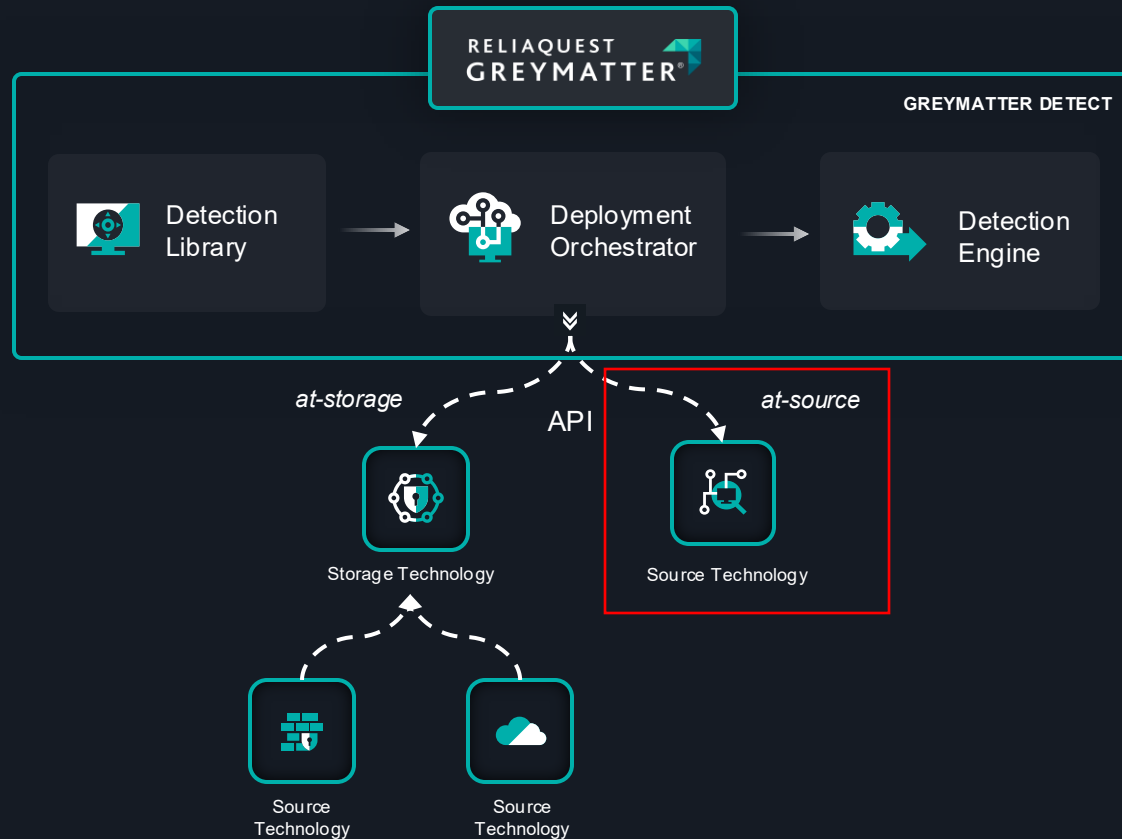 RELIAQUEST
GREYMATTER®
GREYMATTER DETECT
Detection
Library
Deployment
Orchestrator
Detection
Engine
at-storage
API
at-source
Storage Technology
Source Technology
Source
Technology
Source
Technology